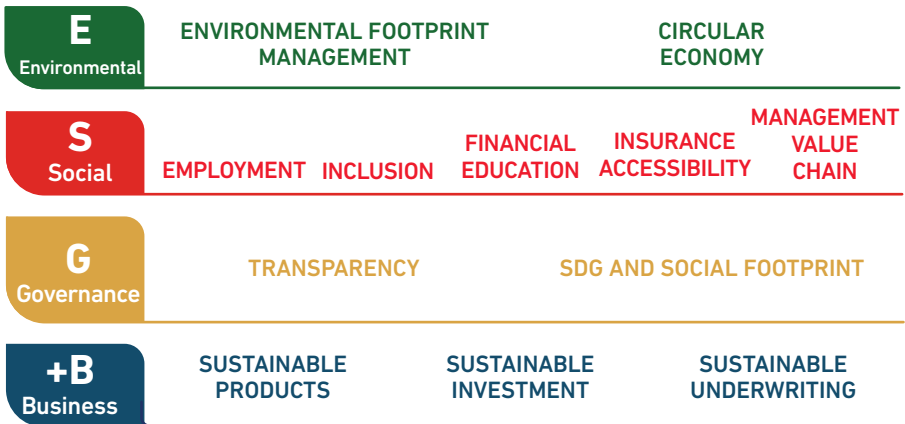 E
Environmental
ENVIRONMENTAL FOOTPRINT
MANAGEMENT
CIRCULAR
ECONOMY
S
Social
EMPLOYMENT
INCLUSION
FINANCIAL
EDUCATION
INSURANCE
ACCESSIBILITY
MANAGEMENT
VALUE
CHAIN
G
Governance
TRANSPARENCY
SDG AND SOCIAL FOOTPRINT
+B
Business
SUSTAINABLE
PRODUCTS
SUSTAINABLE
INVESTMENT
SUSTAINABLE
UNDERWRITING